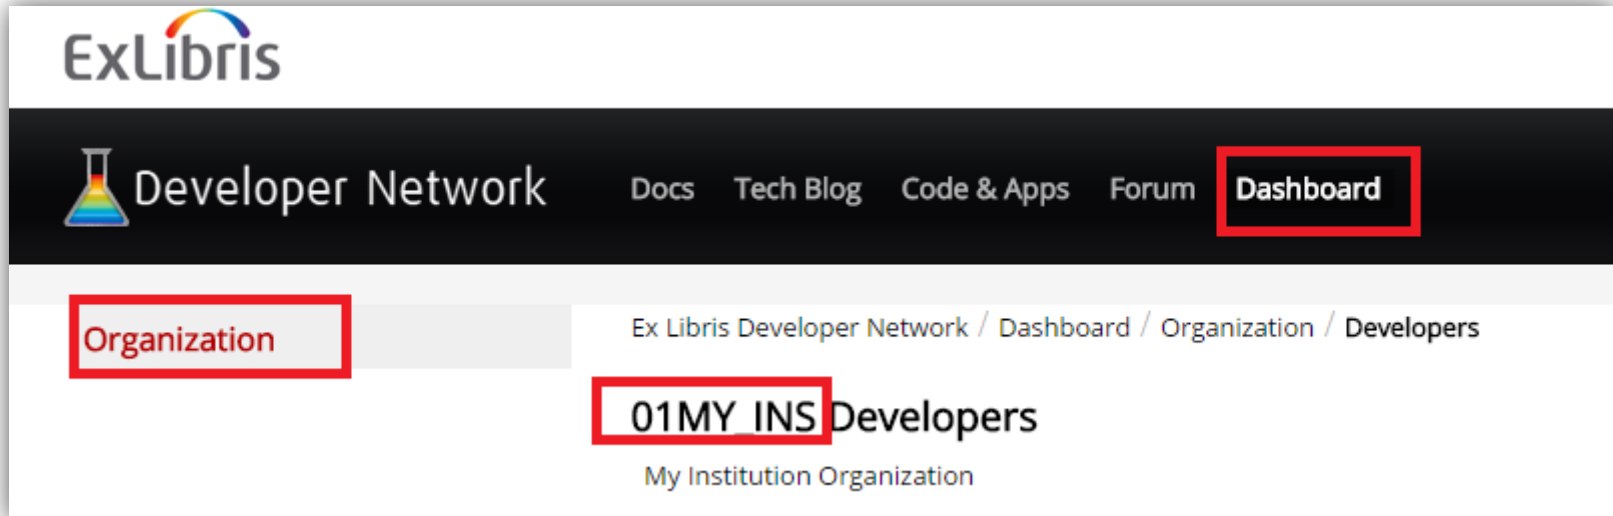 ExLibris
Developer Network Docs Tech Blog Code & Apps Forum Dashboard
Organization
Ex Libris Developer Network / Dashboard / Organization / Developers
01MY_INS Developers
My Institution Organization